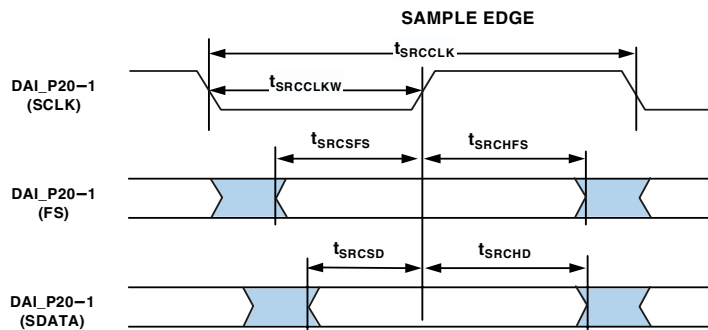 SAMPLE EDGE
tSRCCLK
DAI_P20–1
(SCLK)
tSRCCLKW
tSRCSFS
tSRCHFS
DAI_P20–1
(FS)
tSRCSD
tSRCHD
DAI_P20–1
(SDATA)